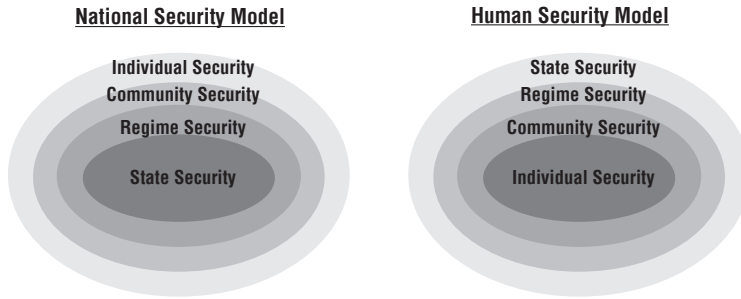 National Security Model
Individual Security
Community Security
Regime Security
State Security
Human Security Model
State Security
Regime Security
Community Security
Individual Security